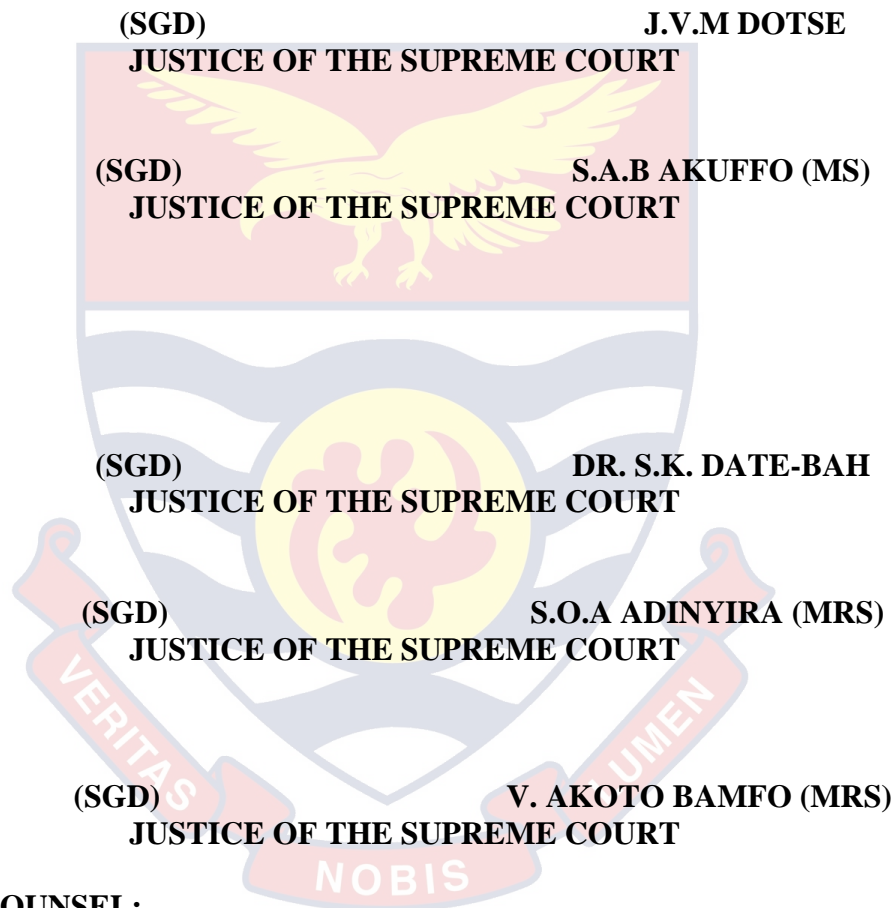 (SGD) J.V.M DOTSE
JUSTICE OF THE SUPREME COURT
(SGD) S.A.B AKUFFO (MS)
JUSTICE OF THE SUPREME COURT
(SGD) DR. S.K. DATE-BAH
JUSTICE OF THE SUPREME COURT
(SGD) S.O.A ADINYIRA (MRS)
JUSTICE OF THE SUPREME COURT
VERITAS
LUMEN
(SGD) V. AKOTO BAMFO (MRS)
JUSTICE OF THE SUPREME COURT
NOBIS
OUNSEL: